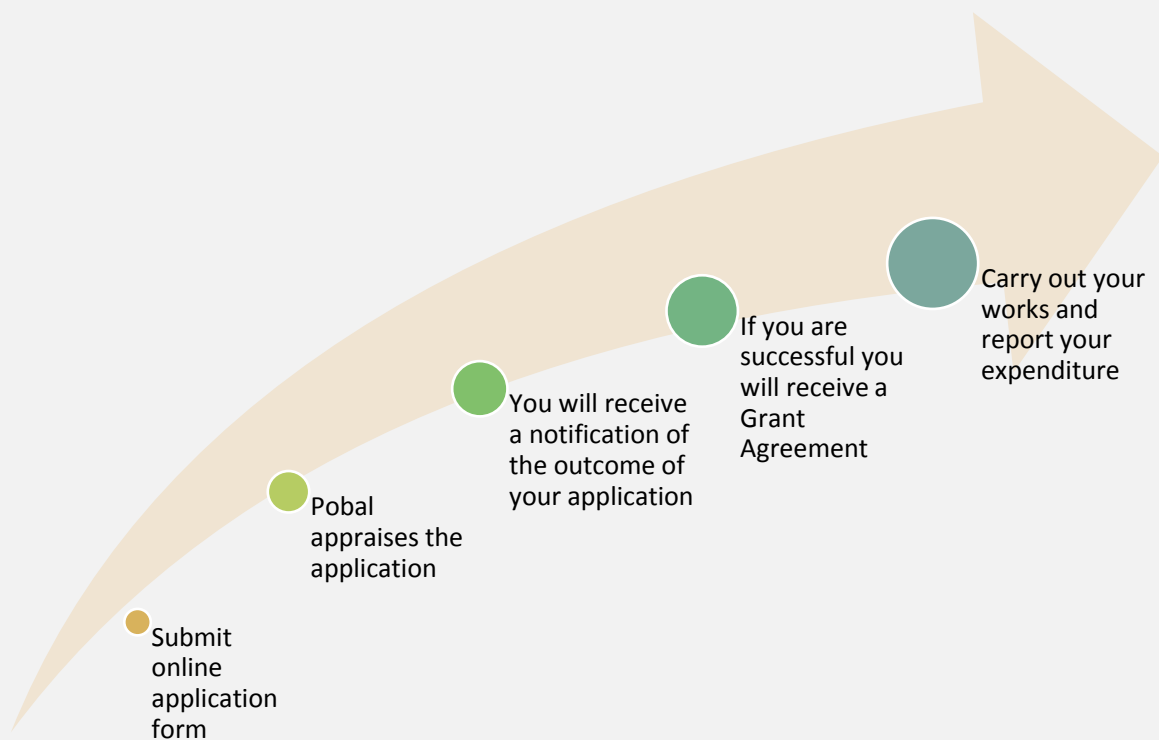 Submit
online
application
form
Pobal
appraises the
application
You will receive
a notification of
the outcome of
your application
If you are
successful you
will receive a
Grant
Agreement
Carry out your
works and
report your
expenditure